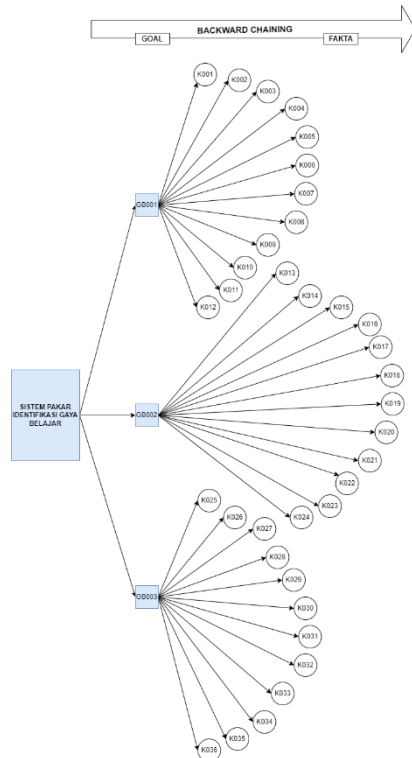 BACKWARD CHAINING
GOAL
FAKTA
K001
K002
K003
K004
K005
K006
K007
K008
K009
K010
K011
K012
GB001
K013
K014
K015
K016
K017
K018
K019
K020
K021
K022
K023
K024
SISTEM PAKAR
IDENTIFIKASI GAYA
BELAJAR
GB002
K025
K026
K027
K028
K029
K030
K031
K032
K033
K034
K035
K036
GB003